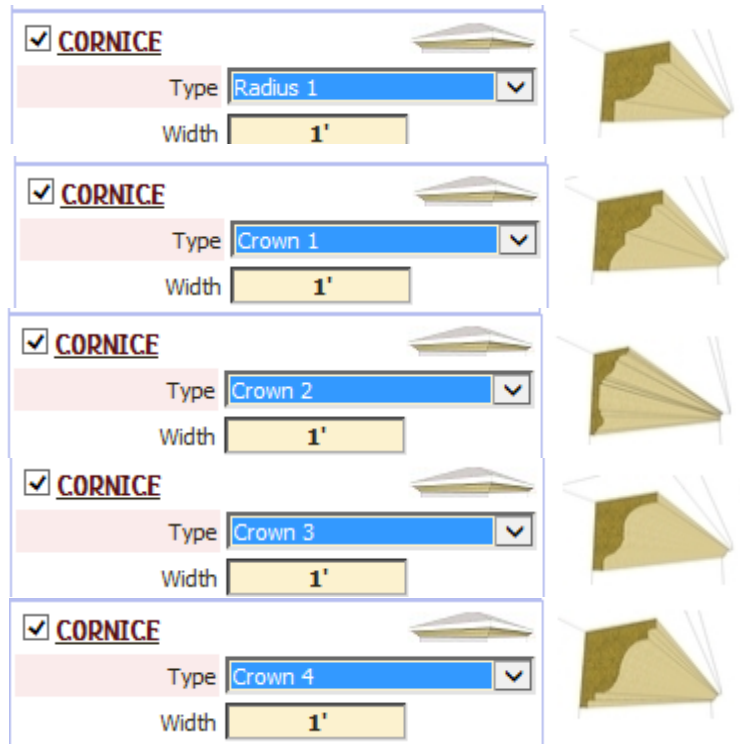 CORNICE
Type Radius 1
Width 1'
CORNICE
Type Crown 1
Width 1'
CORNICE
Type Crown 2
Width 1'
CORNICE
Type Crown 3
Width 1'
CORNICE
Type Crown 4
Width 1'